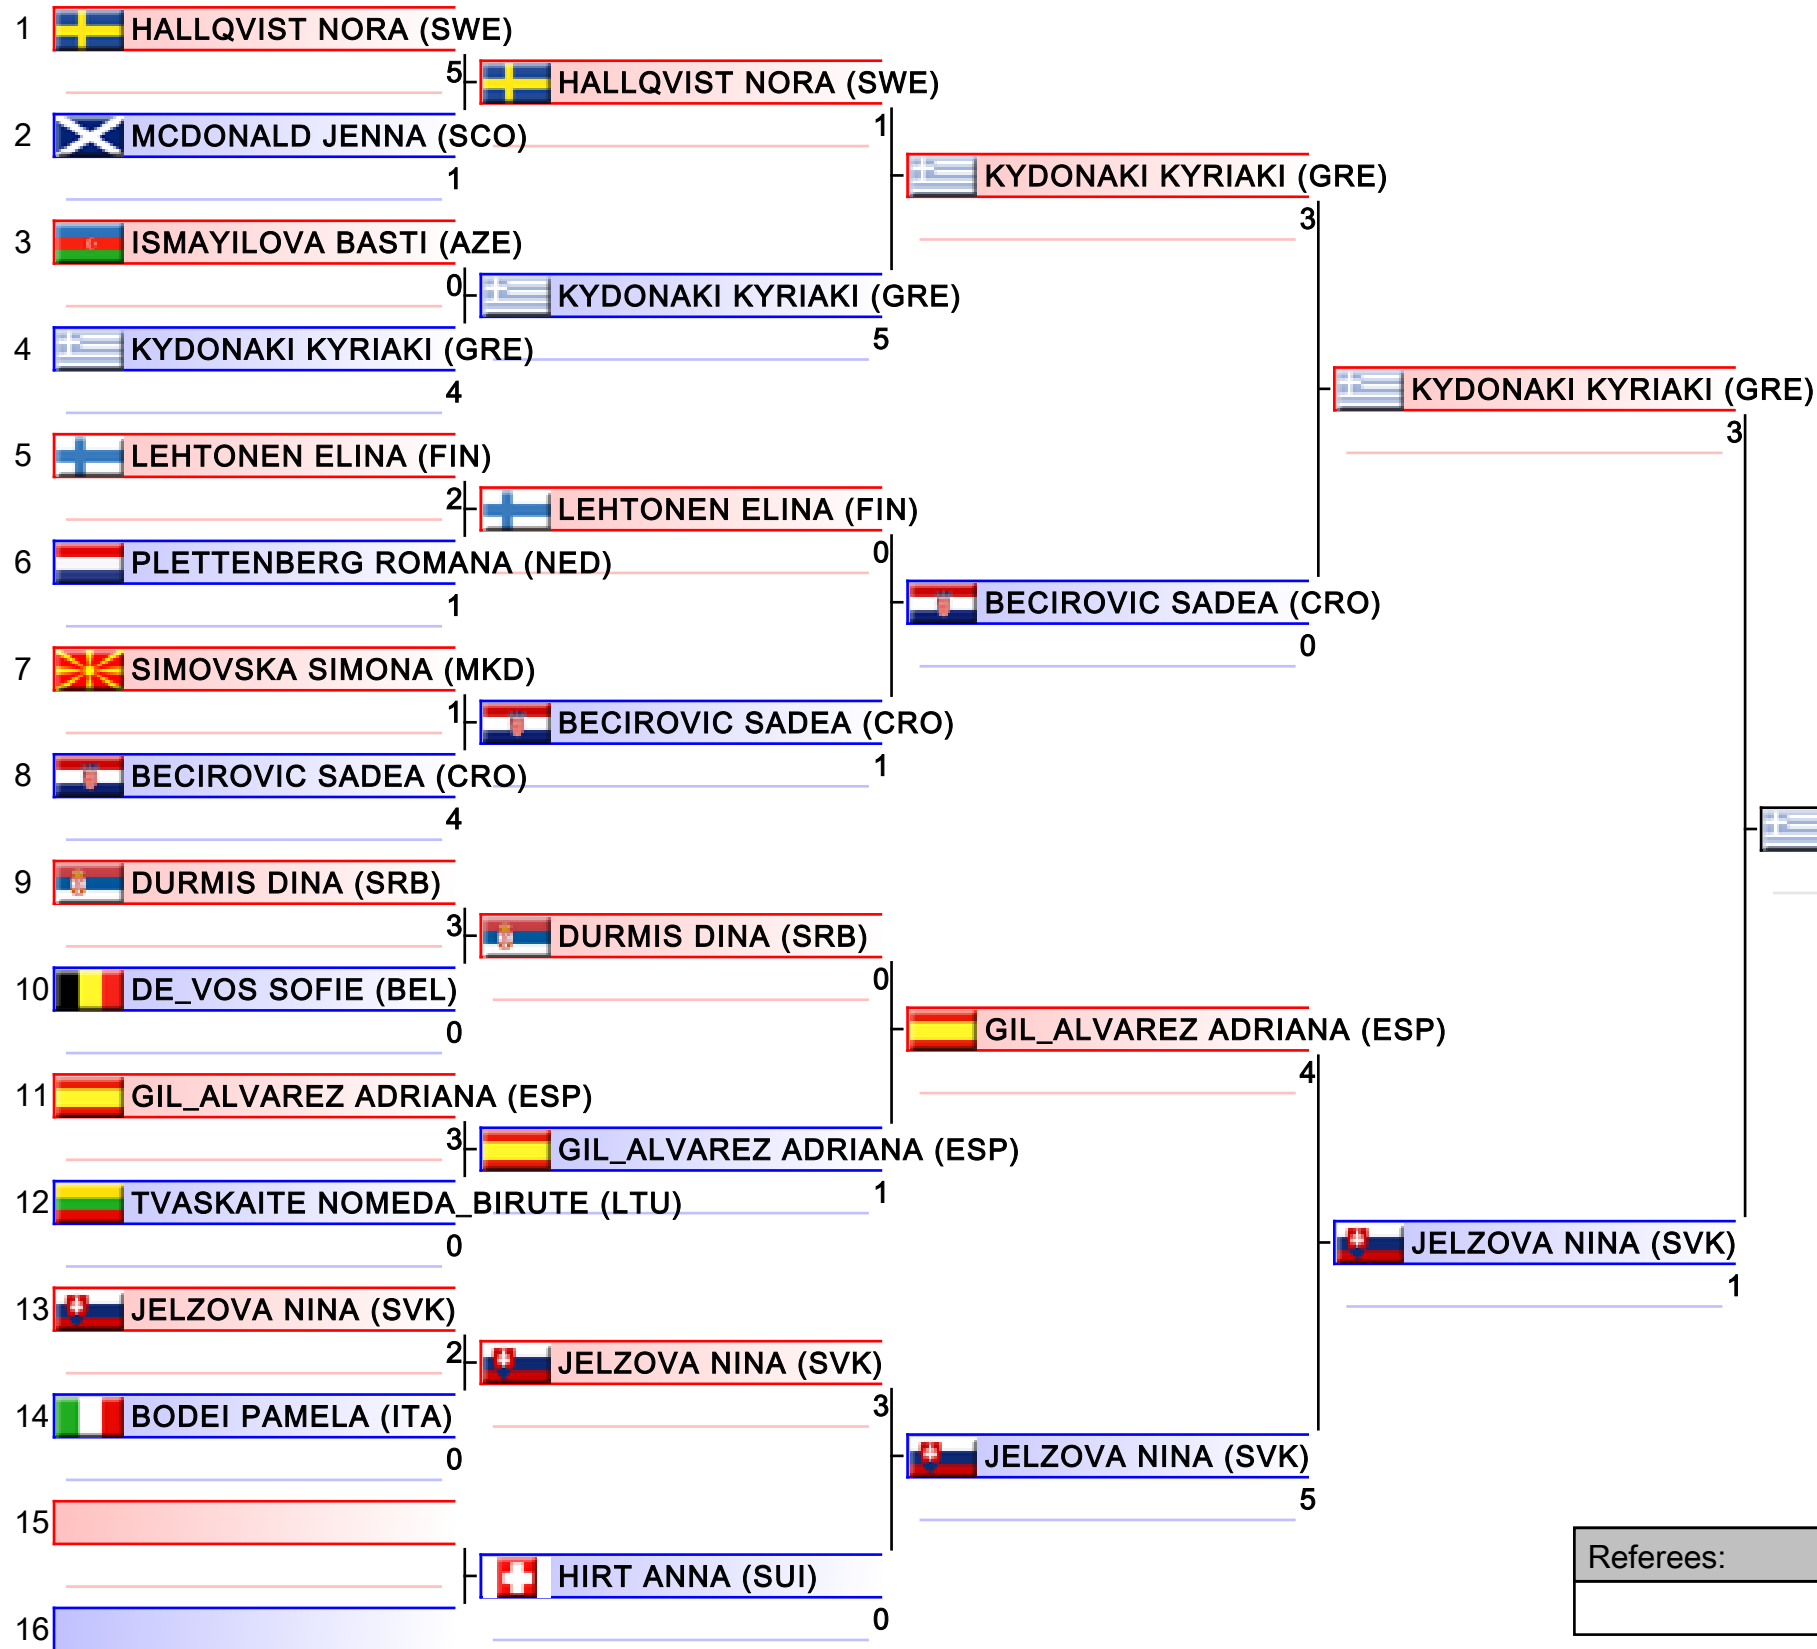 1 HALLQVIST NORA (SWE)
5 HALLQVIST NORA (SWE)
2 MCDONALD JENNA (SCO)
1
1
KYDONAKI KYRIAKI (GRE)
3
3 ISMAYILOVA BASTI (AZE)
0 KYDONAKI KYRIAKI (GRE)
5
4 KYDONAKI KYRIAKI (GRE)
4
KYDONAKI KYRIAKI (GRE)
3
5 LEHTONEN ELINA (FIN)
2 LEHTONEN ELINA (FIN)
0
6 PLETTENBERG ROMANA (NED)
1
BECIROVIC SADEA (CRO)
0
7 SIMOVSKA SIMONA (MKD)
1 BECIROVIC SADEA (CRO)
1
8 BECIROVIC SADEA (CRO)
4
9 DURMIS DINA (SRB)
3 DURMIS DINA (SRB)
0
10 DE_VOS SOFIE (BEL)
0
GIL_ALVAREZ ADRIANA (ESP)
4
11 GIL_ALVAREZ ADRIANA (ESP)
3 GIL_ALVAREZ ADRIANA (ESP)
1
12 TVASKAITE NOMEDA_BIRUTE (LTU)
0
JELZOVA NINA (SVK)
1
13 JELZOVA NINA (SVK)
2 JELZOVA NINA (SVK)
3
14 BODEI PAMELA (ITA)
0
JELZOVA NINA (SVK)
5
15
HIRT ANNA (SUI)
0
16
Referees: